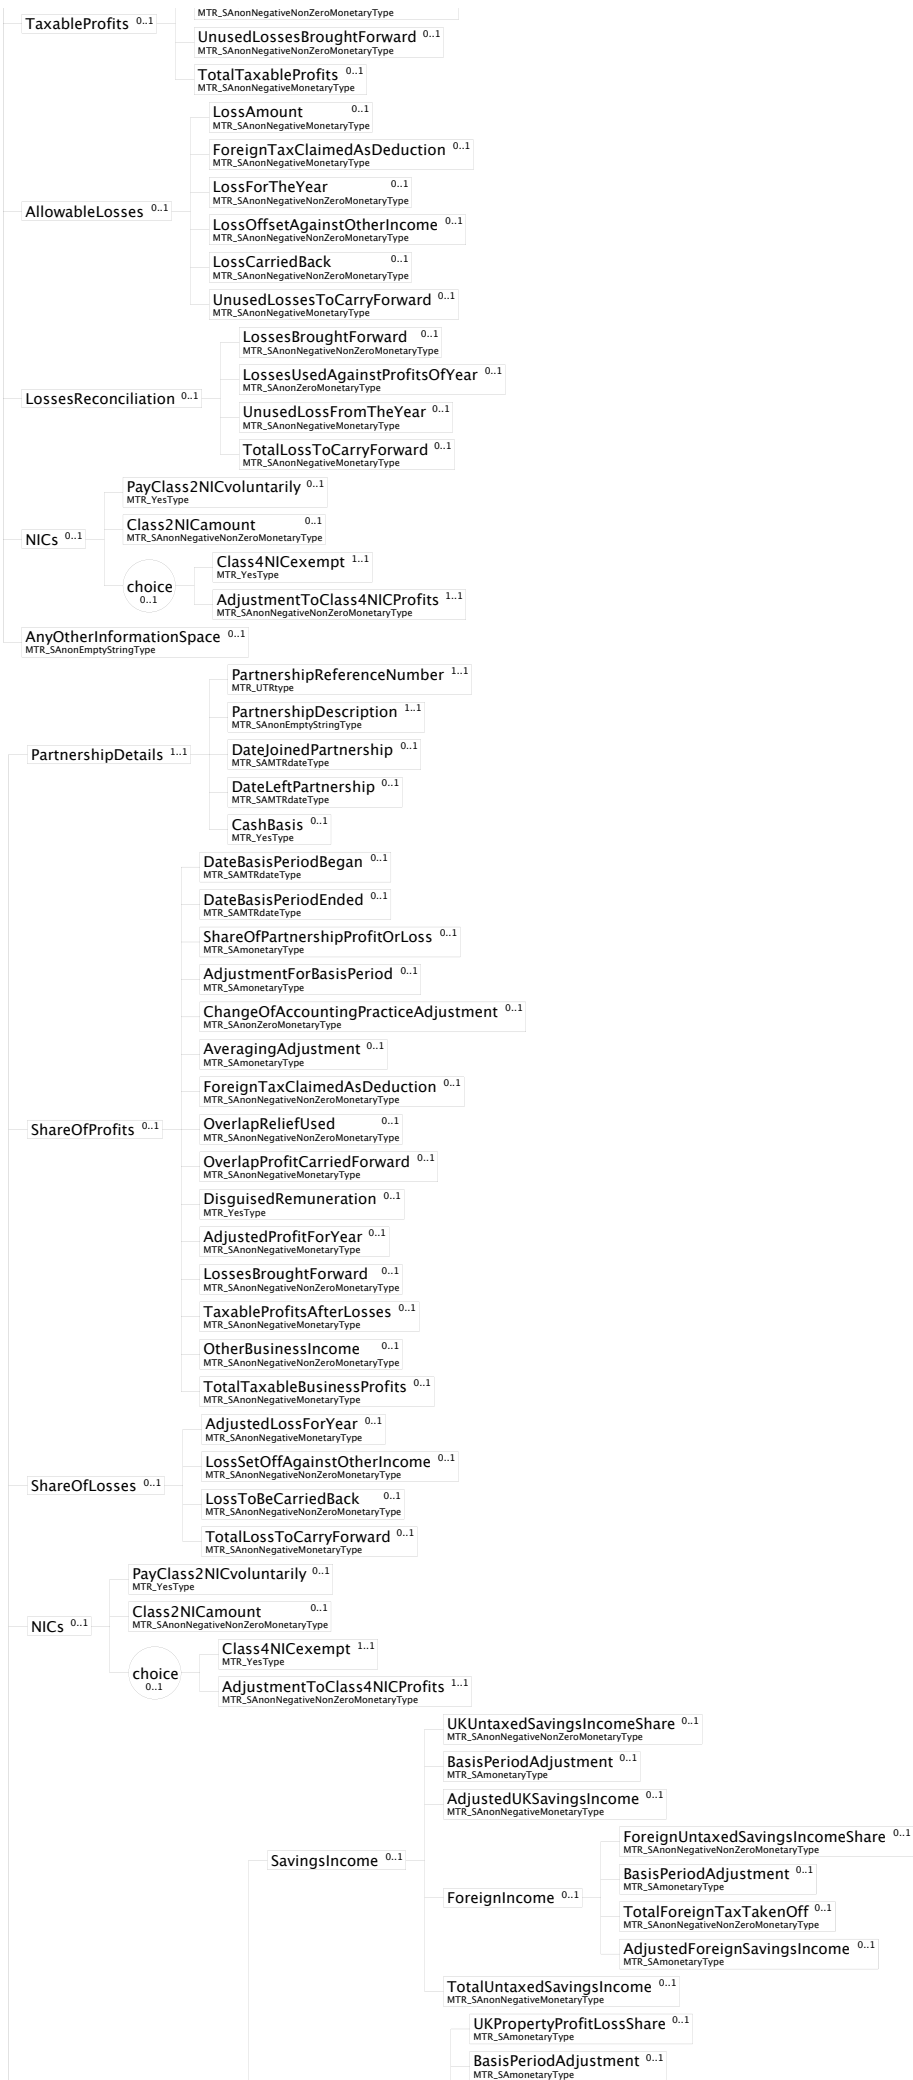 MTR_SAnonNegativeNonZeroMonetaryType
TaxableProfits 0..1
UnusedLossesBroughtForward 0..1
MTR_SAnonNegativeNonZeroMonetaryType
TotalTaxableProfits 0..1
MTR_SAnonNegativeMonetaryType
LossAmount 0..1
MTR_SAnonNegativeMonetaryType
ForeignTaxClaimedAsDeduction 0..1
MTR_SAnonNegativeMonetaryType
LossForTheYear 0..1
MTR_SAnonNegativeNonZeroMonetaryType
AllowableLosses 0..1
LossOffsetAgainstOtherIncome 0..1
MTR_SAnonNegativeNonZeroMonetaryType
LossCarriedBack 0..1
MTR_SAnonNegativeNonZeroMonetaryType
UnusedLossesToCarryForward 0..1
MTR_SAnonNegativeMonetaryType
LossesBroughtForward 0..1
MTR_SAnonNegativeNonZeroMonetaryType
LossesUsedAgainstProfitsOfYear 0..1
MTR_SAnonZeroMonetaryType
LossesReconciliation 0..1
UnusedLossFromTheYear 0..1
MTR_SAnonNegativeMonetaryType
TotalLossToCarryForward 0..1
MTR_SAnonNegativeMonetaryType
PayClass2NICvoluntarily 0..1
MTR_YesType
Class2NICamount 0..1
MTR_SAnonNegativeNonZeroMonetaryType
NICs 0..1
Class4NICexempt 1..1
MTR_YesType
choice
0..1
AdjustmentToClass4NICProfits 1..1
MTR_SAnonNegativeNonZeroMonetaryType
AnyOtherInformationSpace 0..1
MTR_SAnonEmptyStringType
PartnershipReferenceNumber 1..1
MTR_UTRtype
PartnershipDescription 1..1
MTR_SAnonEmptyStringType
PartnershipDetails 1..1
DateJoinedPartnership 0..1
MTR_SAMTRdateType
DateLeftPartnership 0..1
MTR_SAMTRdateType
CashBasis 0..1
MTR_YesType
DateBasisPeriodBegan 0..1
MTR_SAMTRdateType
DateBasisPeriodEnded 0..1
MTR_SAMTRdateType
ShareOfPartnershipProfitOrLoss 0..1
MTR_SAmonetaryType
AdjustmentForBasisPeriod 0..1
MTR_SAmonetaryType
ChangeOfAccountingPracticeAdjustment 0..1
MTR_SAnonZeroMonetaryType
AveragingAdjustment 0..1
MTR_SAmonetaryType
ForeignTaxClaimedAsDeduction 0..1
MTR_SAnonNegativeNonZeroMonetaryType
ShareOfProfits 0..1
OverlapReliefUsed 0..1
MTR_SAnonNegativeNonZeroMonetaryType
OverlapProfitCarriedForward 0..1
MTR_SAnonNegativeMonetaryType
DisguisedRemuneration 0..1
MTR_YesType
AdjustedProfitForYear 0..1
MTR_SAnonNegativeMonetaryType
LossesBroughtForward 0..1
MTR_SAnonNegativeNonZeroMonetaryType
TaxableProfitsAfterLosses 0..1
MTR_SAnonNegativeMonetaryType
OtherBusinessIncome 0..1
MTR_SAnonNegativeNonZeroMonetaryType
TotalTaxableBusinessProfits 0..1
MTR_SAnonNegativeMonetaryType
AdjustedLossForYear 0..1
MTR_SAnonNegativeMonetaryType
LossSetOffAgainstOtherIncome 0..1
MTR_SAnonNegativeNonZeroMonetaryType
ShareOfLosses 0..1
LossToBeCarriedBack 0..1
MTR_SAnonNegativeNonZeroMonetaryType
TotalLossToCarryForward 0..1
MTR_SAnonNegativeMonetaryType
PayClass2NICvoluntarily 0..1
MTR_YesType
Class2NICamount 0..1
MTR_SAnonNegativeNonZeroMonetaryType
NICs 0..1
Class4NICexempt 1..1
MTR_YesType
choice
0..1
AdjustmentToClass4NICProfits 1..1
MTR_SAnonNegativeNonZeroMonetaryType
UKUntaxedSavingsIncomeShare 0..1
MTR_SAnonNegativeNonZeroMonetaryType
BasisPeriodAdjustment 0..1
MTR_SAmonetaryType
AdjustedUKSavingsIncome 0..1
MTR_SAnonNegativeMonetaryType
ForeignUntaxedSavingsIncomeShare 0..1
MTR_SAnonNegativeNonZeroMonetaryType
SavingsIncome 0..1
BasisPeriodAdjustment 0..1
MTR_SAmonetaryType
ForeignIncome 0..1
TotalForeignTaxTakenOff 0..1
MTR_SAnonNegativeNonZeroMonetaryType
AdjustedForeignSavingsIncome 0..1
MTR_SAmonetaryType
TotalUntaxedSavingsIncome 0..1
MTR_SAnonNegativeMonetaryType
UKPropertyProfitLossShare 0..1
MTR_SAmonetaryType
BasisPeriodAdjustment 0..1
MTR_SAmonetaryType